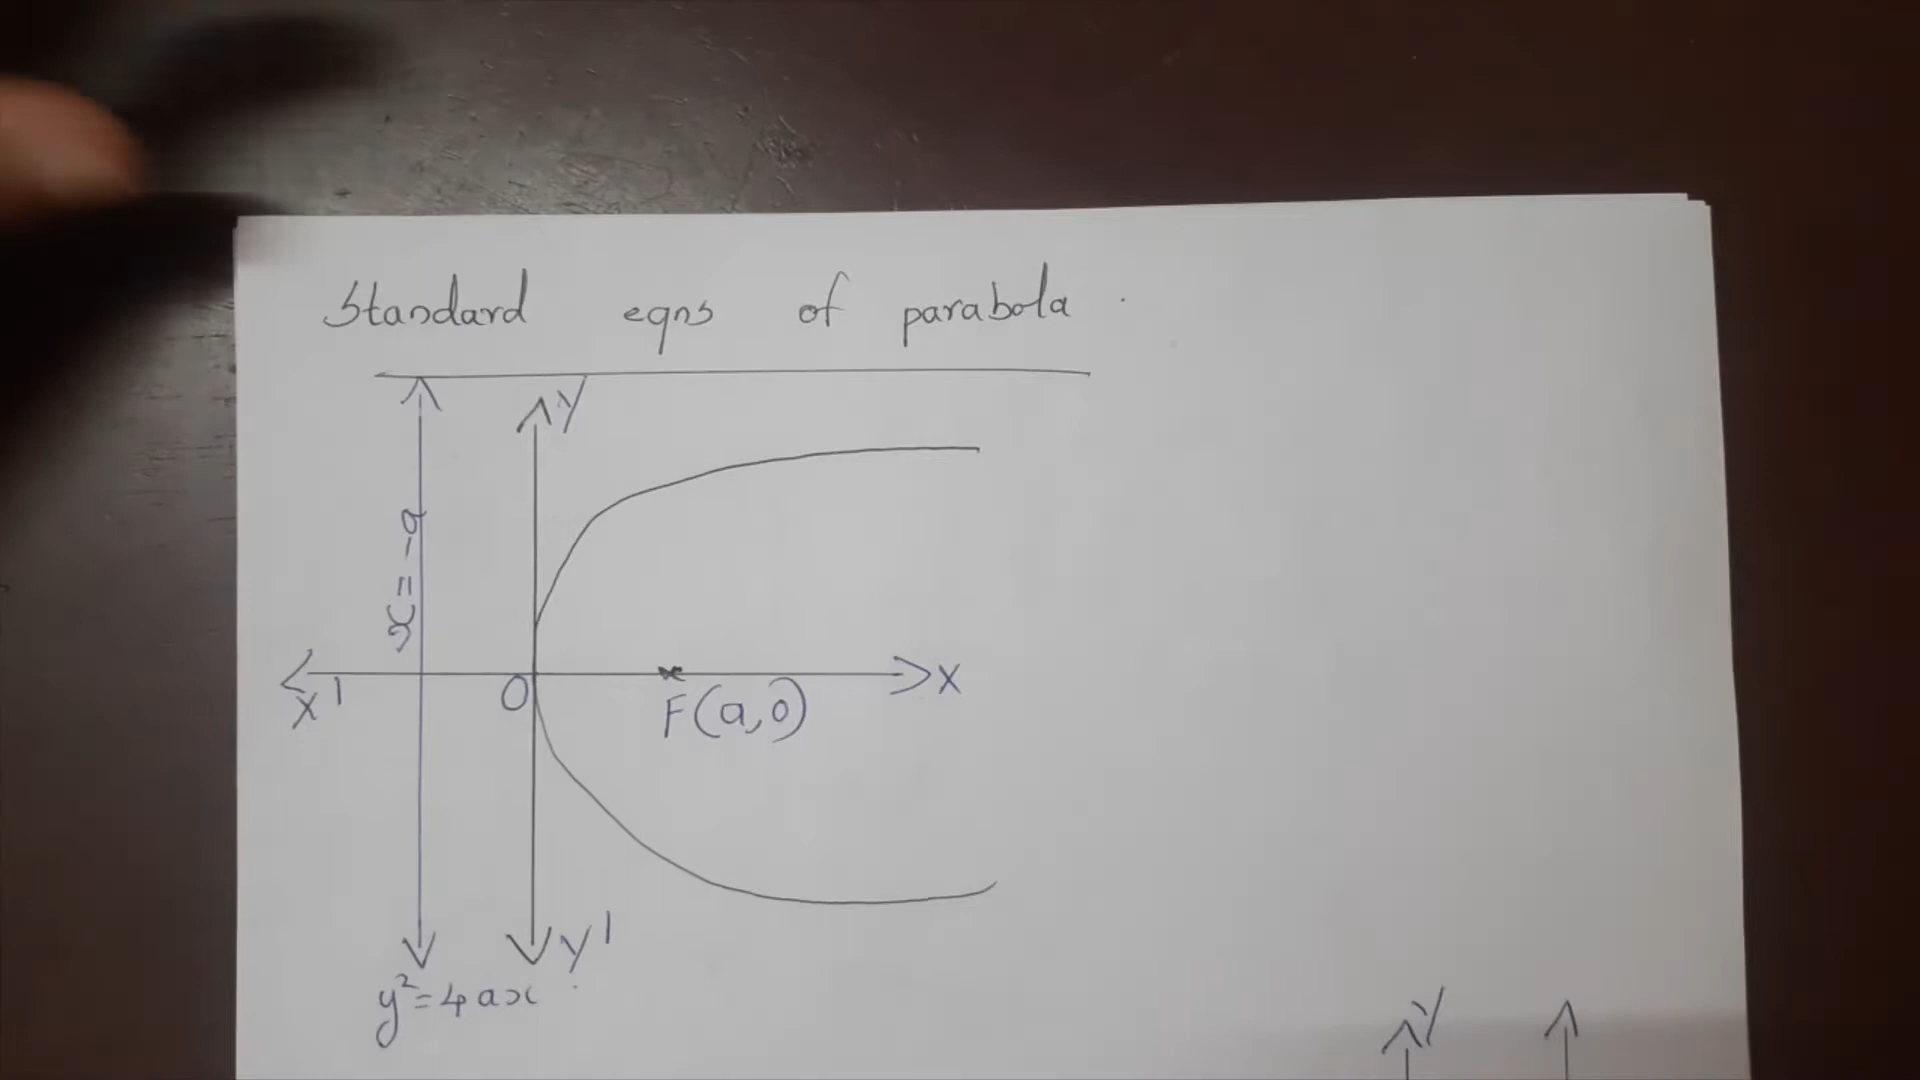 Standard eqns of parabola.
Y
x = -a
X' O X
F(a,0)
Y'
y²=4ax
Y